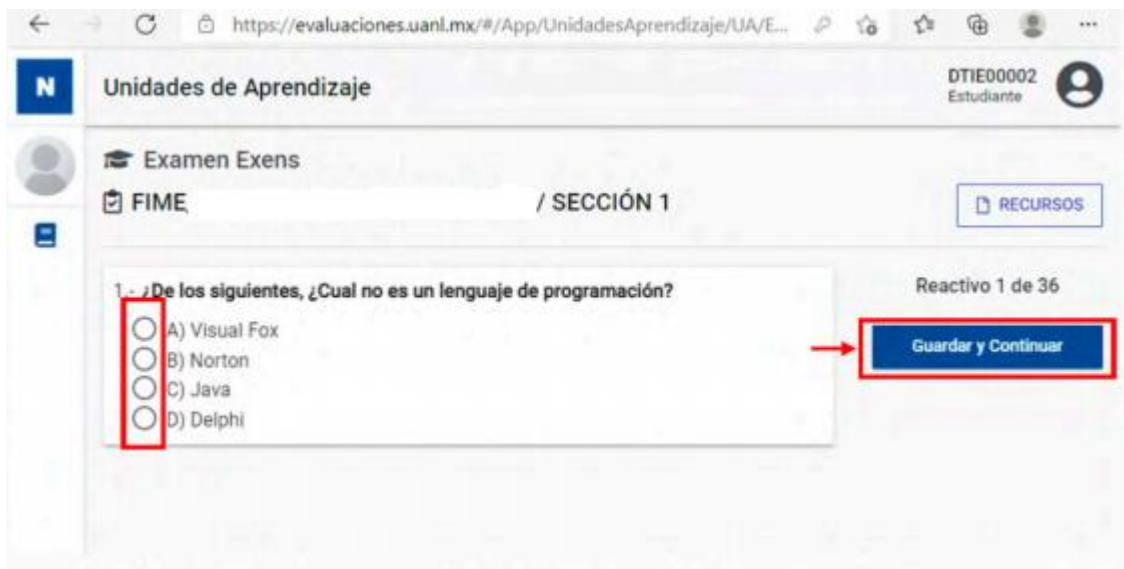 https://evaluaciones.uanl.mx/#/App/UnidadesAprendizaje/UA/E...
N
Unidades de Aprendizaje
DTIE00002
Estudiante
Examen Exens
FIME / SECCIÓN 1
RECURSOS
1.- ¿De los siguientes, ¿Cual no es un lenguaje de programación?
Reactivo 1 de 36
A) Visual Fox
B) Norton
C) Java
D) Delphi
Guardar y Continuar